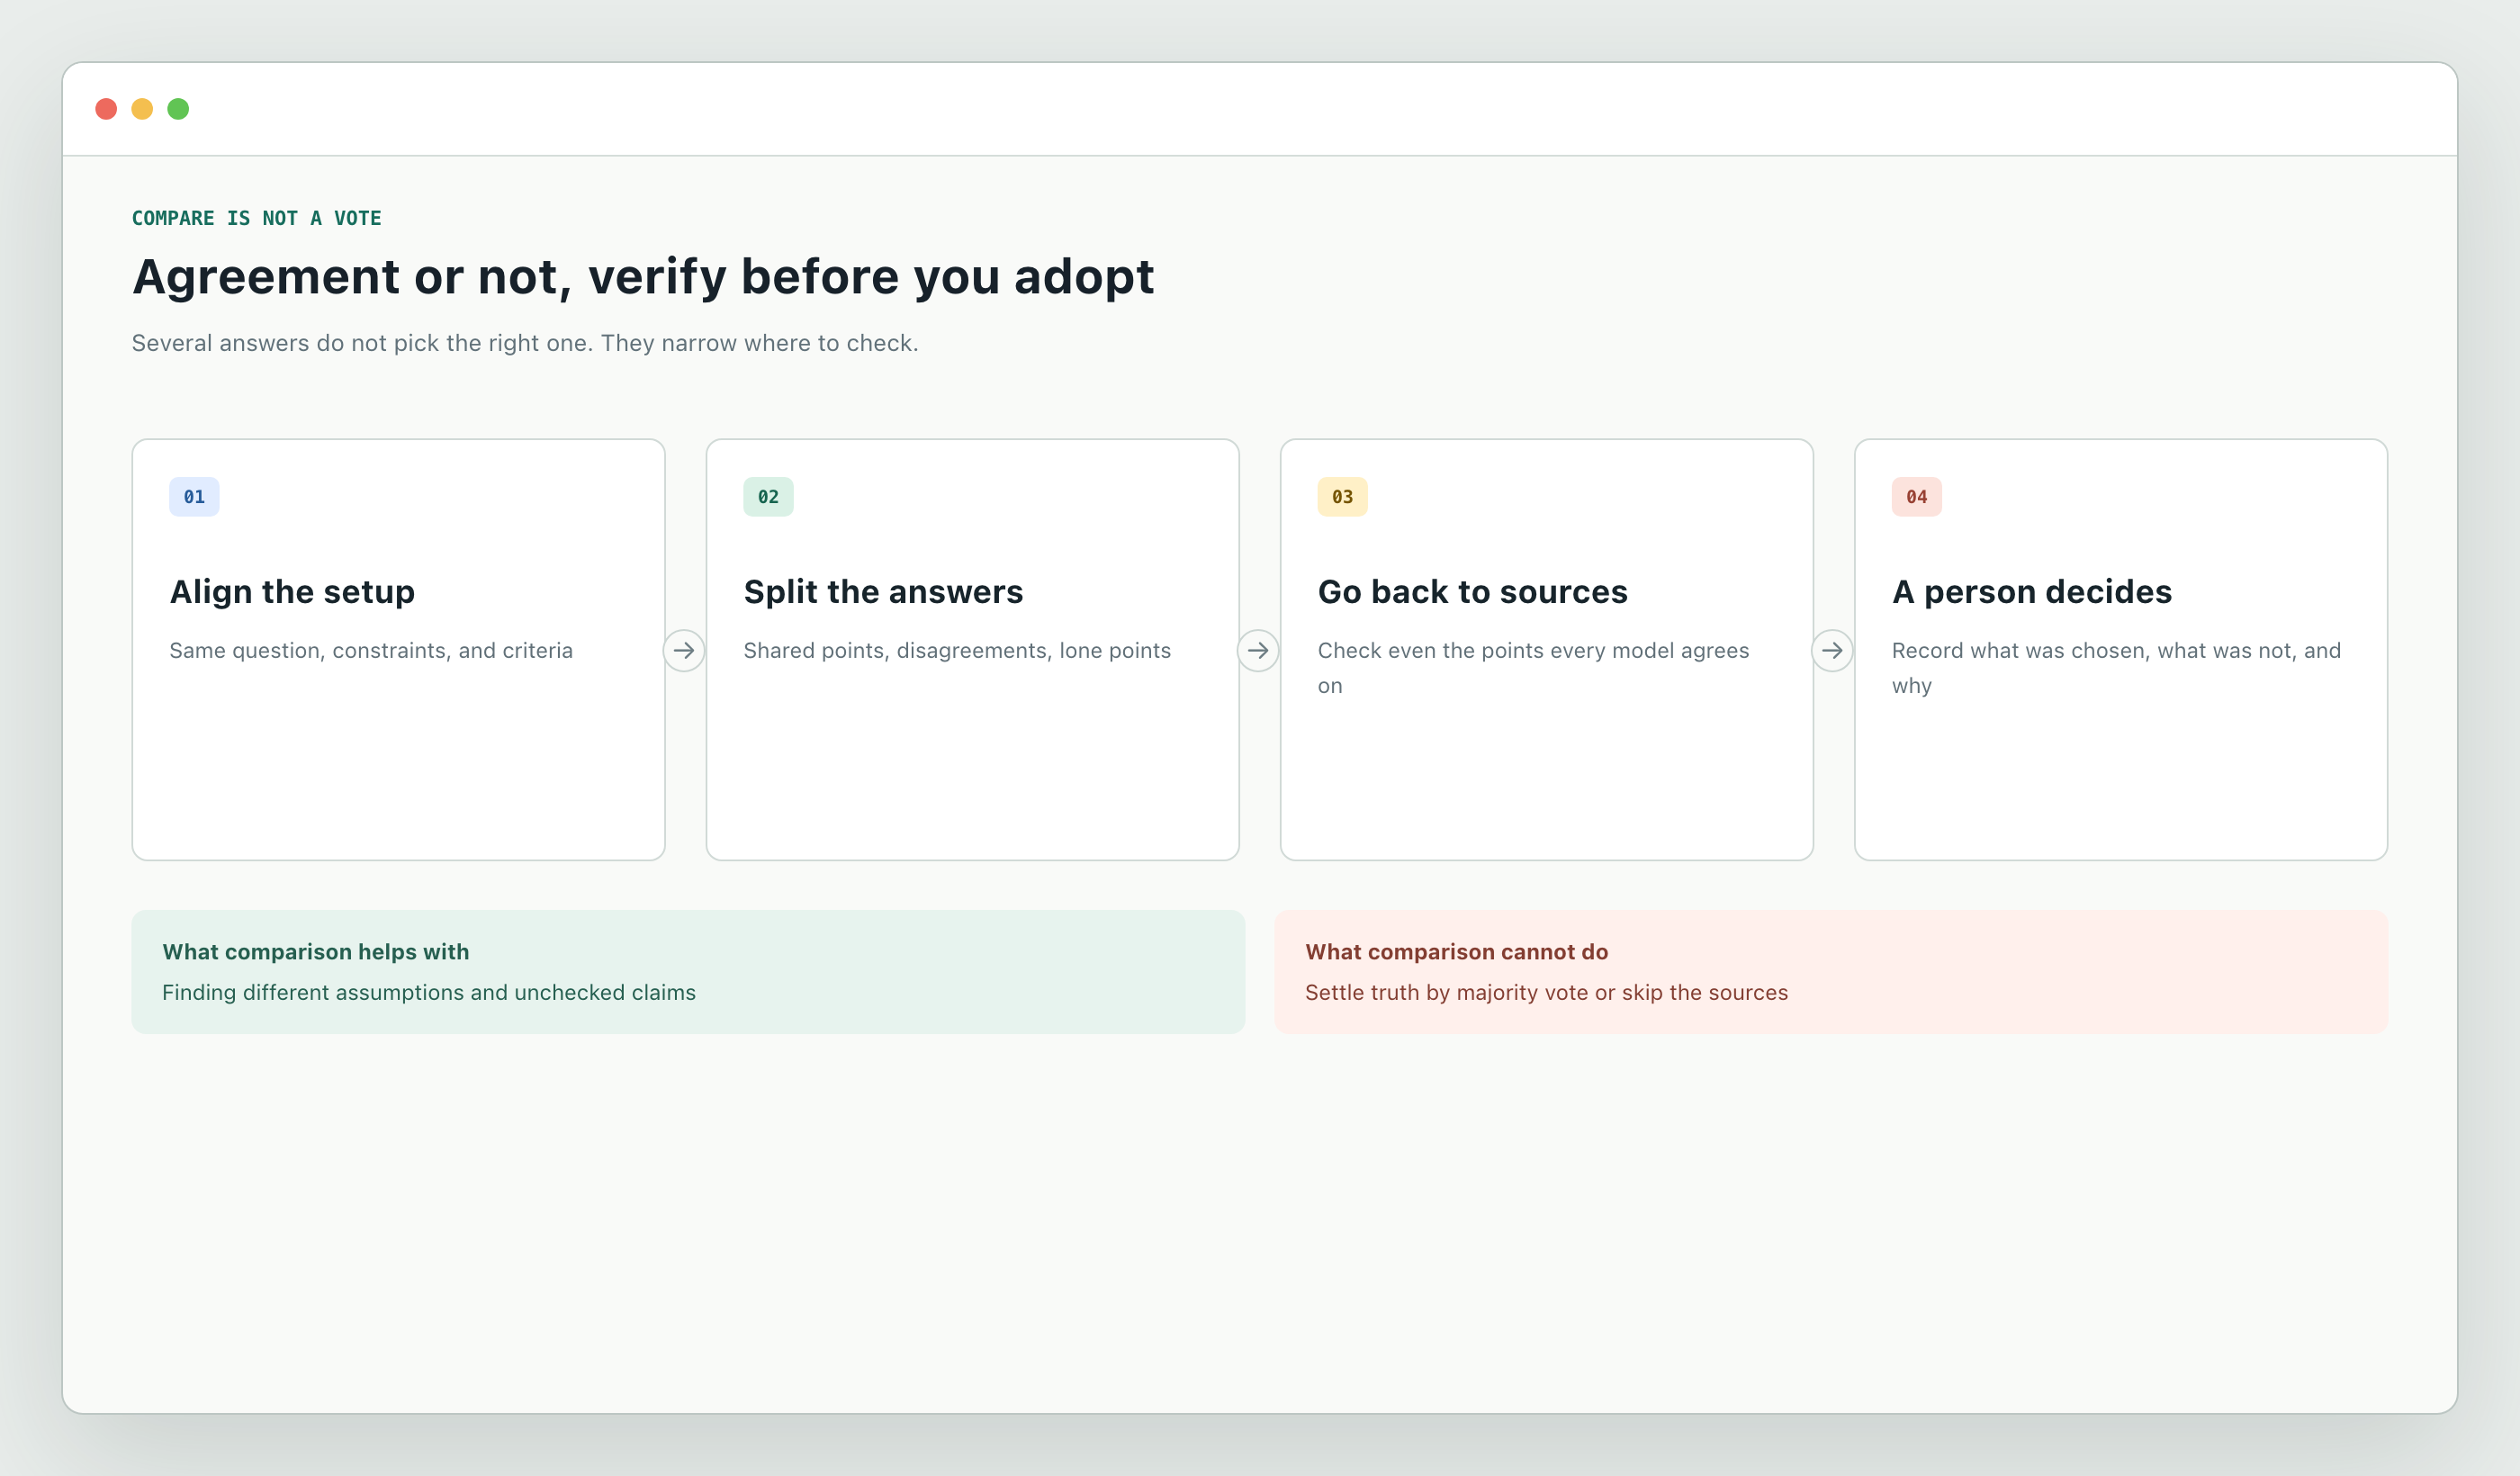 COMPARE IS NOT A VOTE
Agreement or not, verify before you adopt
Several answers do not pick the right one. They narrow where to check.
01
Align the setup
Same question, constraints, and criteria
02
Split the answers
Shared points, disagreements, lone points
03
Go back to sources
Check even the points every model agrees
on
04
A person decides
Record what was chosen, what was not, and
why
What comparison helps with
Finding different assumptions and unchecked claims
What comparison cannot do
Settle truth by majority vote or skip the sources